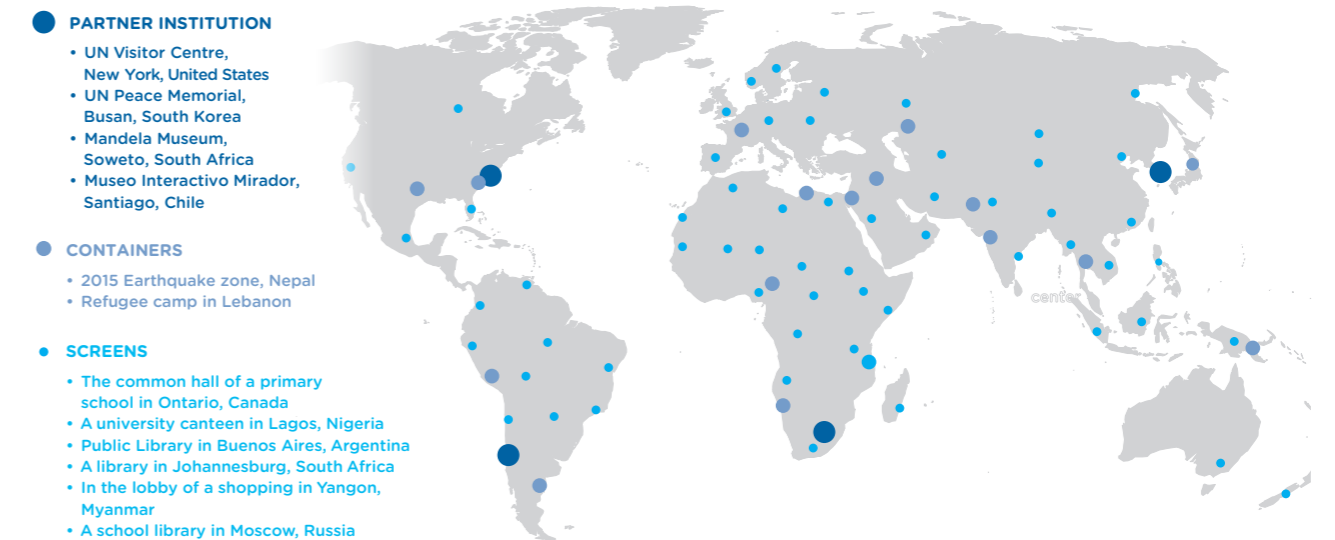 PARTNER INSTITUTION
• UN Visitor Centre,
New York, United States
• UN Peace Memorial,
Busan, South Korea
• Mandela Museum,
Soweto, South Africa
• Museo Interactivo Mirador,
Santiago, Chile
CONTAINERS
• 2015 Earthquake zone, Nepal
• Refugee camp in Lebanon
SCREENS
• The common hall of a primary
school in Ontario, Canada
• A university canteen in Lagos, Nigeria
• Public Library in Buenos Aires, Argentina
• A library in Johannesburg, South Africa
• In the lobby of a shopping in Yangon,
Myanmar
• A school library in Moscow, Russia
center